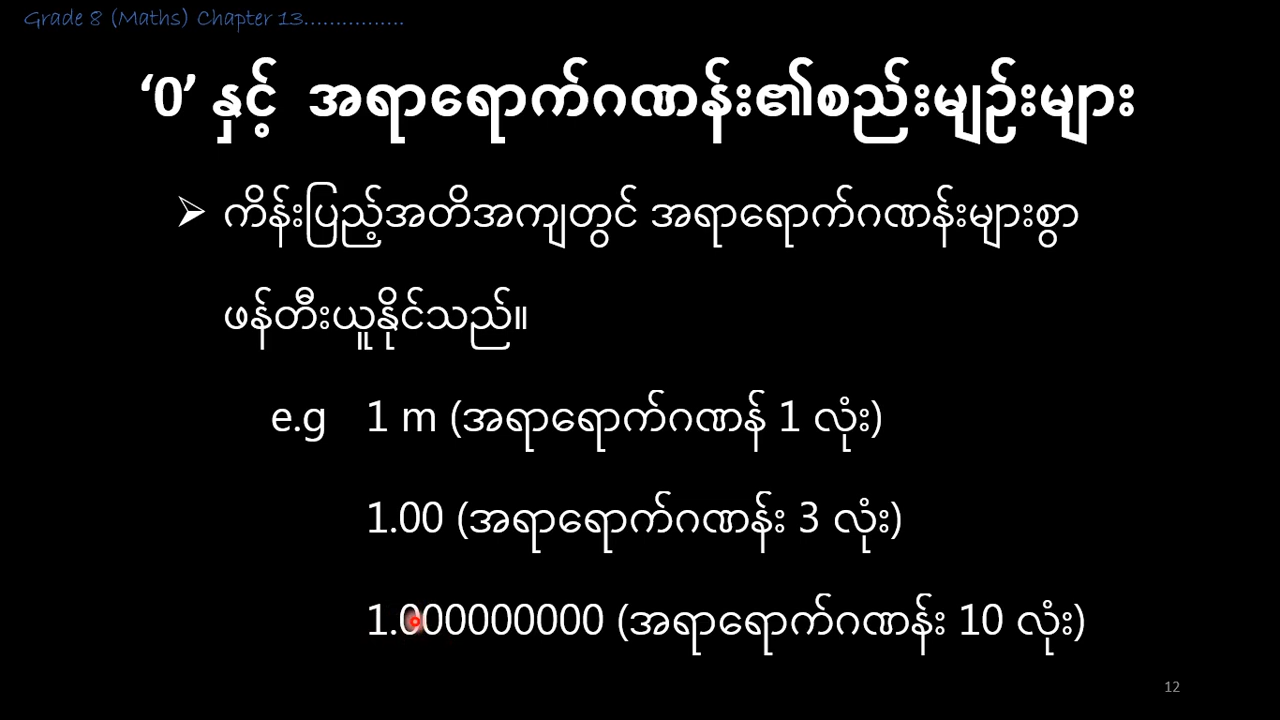 Grade 8 (Maths) Chapter 13................
‘0’ နှင့် အရာရောက်ဂဏန်း၏စည်းမျဉ်းများ
➢ ကိန်းပြည့်အတိအကျတွင် အရာရောက်ဂဏန်းများစွာ
ဖန်တီးယူနိုင်သည်။
e.g 1 m (အရာရောက်ဂဏန် 1 လုံး)
1.00 (အရာရောက်ဂဏန်း 3 လုံး)
1.000000000 (အရာရောက်ဂဏန်း 10 လုံး)
12